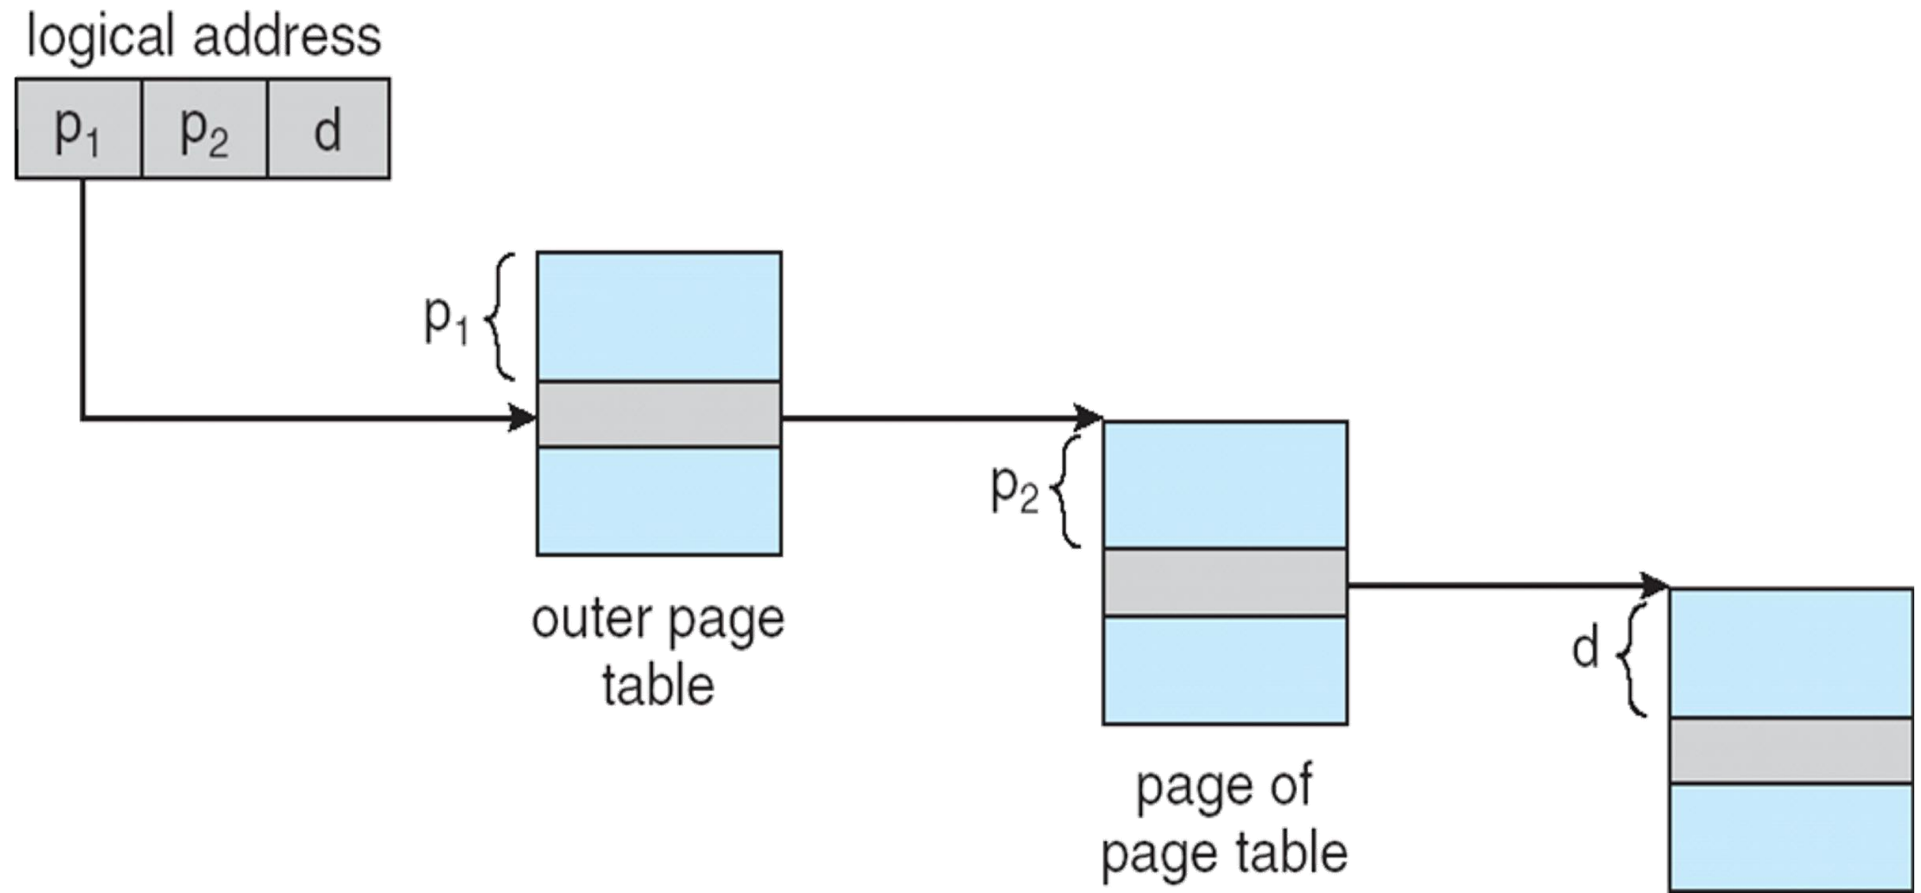 logical address
p₁ p₂ d
p₁
outer page
table
p₂
page of
page table
d